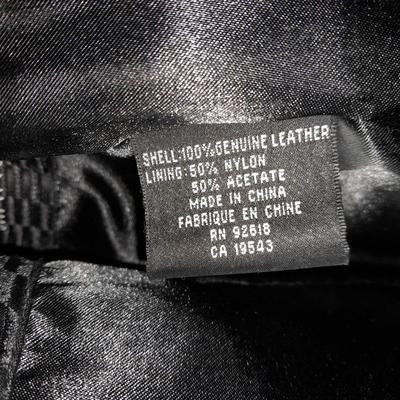 SHELL:100%GENUINE LEATHER
LINING:50% NYLON
50% ACETATE
MADE IN CHINA
FABRIQUE EN CHINE
RN 92618
CA 19543